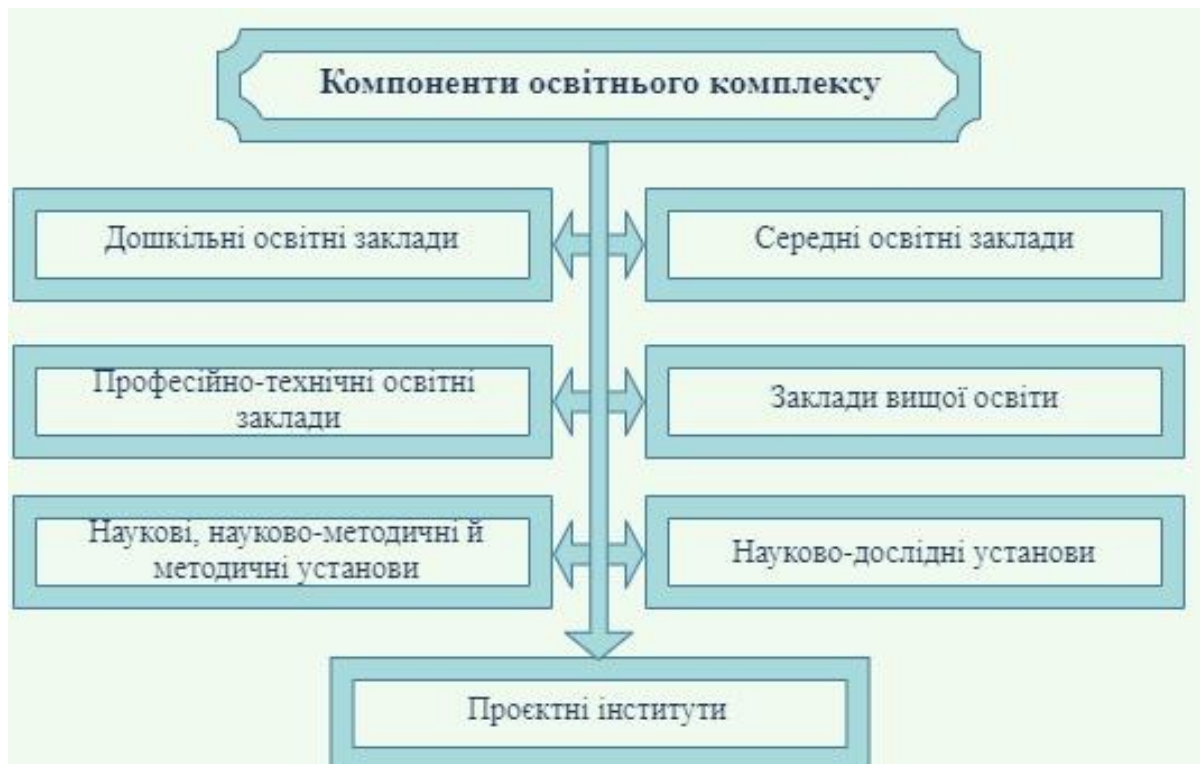 Компоненти освітнього комплексу
Дошкільні освітні заклади
Середні освітні заклади
Професійно-технічні освітні
заклади
Заклади вищої освіти
Наукові, науково-методичні й
методичні установи
Науково-дослідні установи
Проєктні інститути